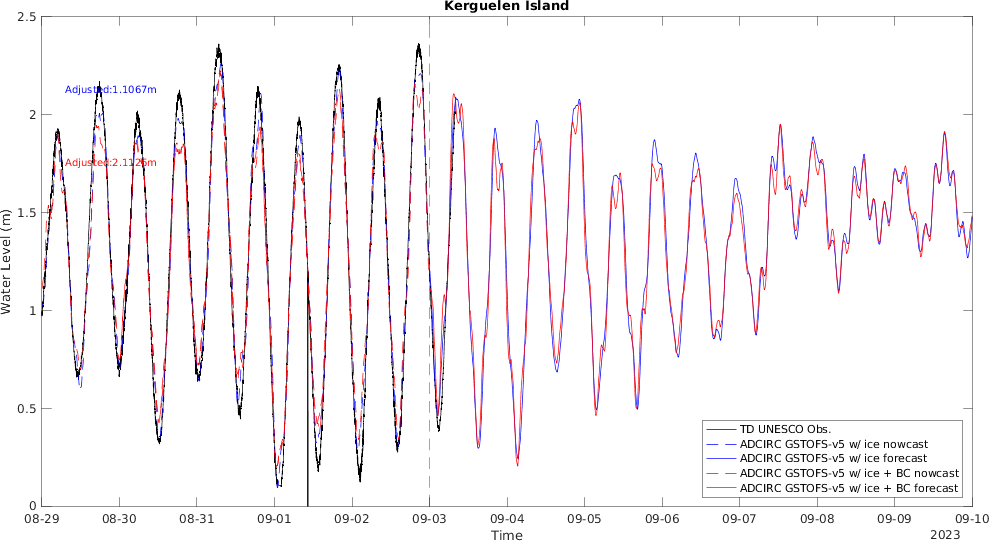 Kerguelen Island
2.5
Adjusted:1.1067m
2
Adjusted:2.1126m
1.5
Water Level (m)
1
0.5
TD UNESCO Obs.
ADCIRC GSTOFS-v5 w/ ice nowcast
ADCIRC GSTOFS-v5 w/ ice forecast
ADCIRC GSTOFS-v5 w/ ice + BC nowcast
ADCIRC GSTOFS-v5 w/ ice + BC forecast
0
08-29 08-30 08-31 09-01 09-02 09-03 09-04 09-05 09-06 09-07 09-08 09-09 09-10
Time
2023